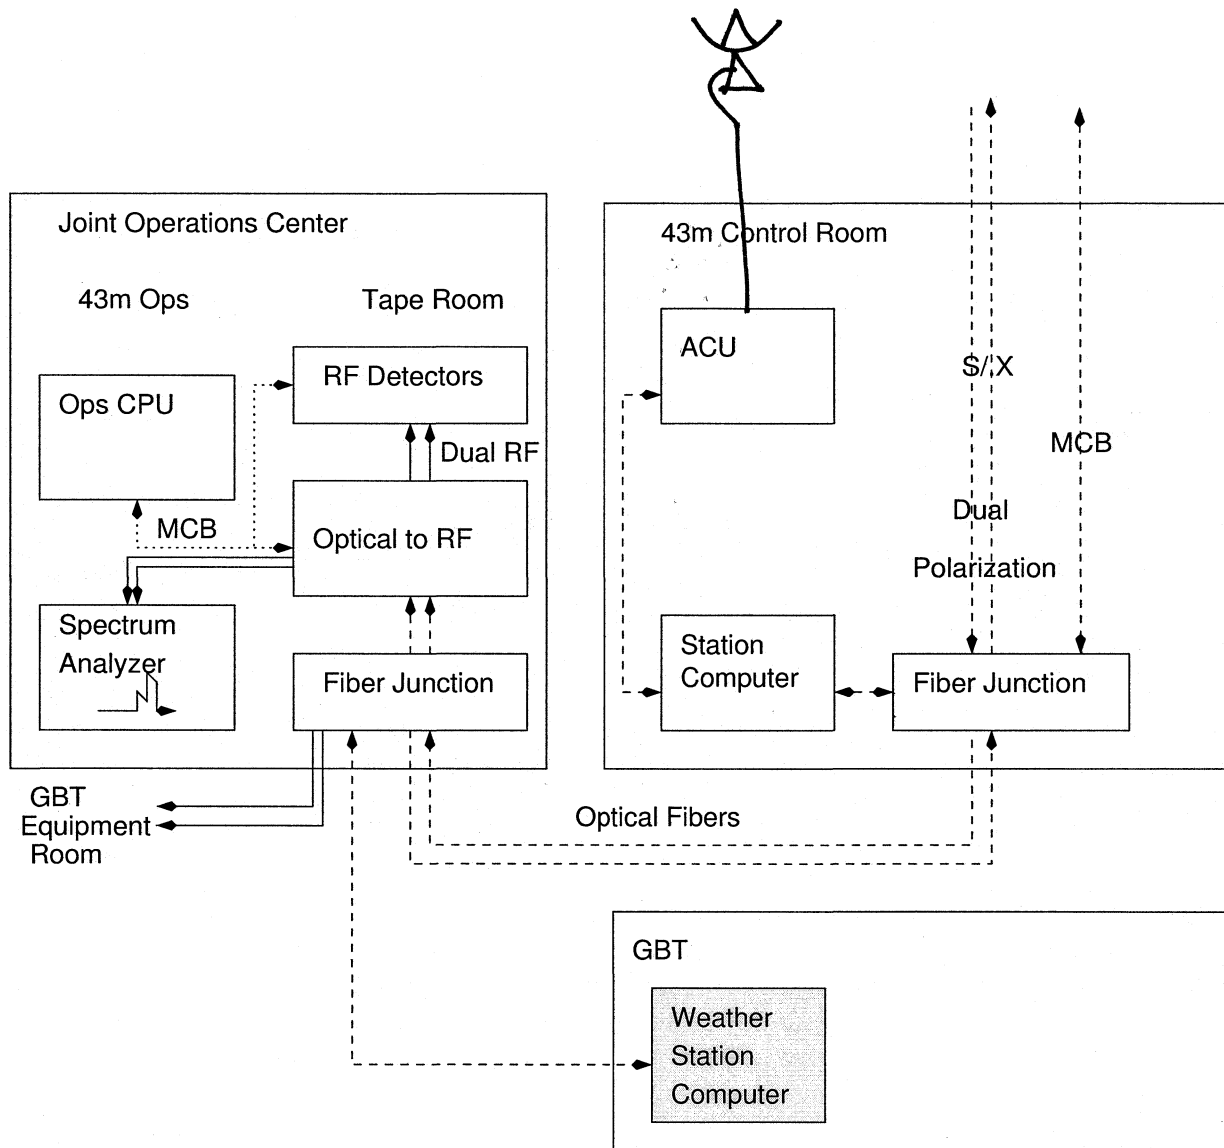 Joint Operations Center
43m Ops
Tape Room
RF Detectors
Ops CPU
Dual RF
MCB
Optical to RF
Spectrum
Analyzer
Fiber Junction
GBT
Equipment
Room
43m Control Room
ACU
S/X
MCB
Dual
Polarization
Station
Computer
Fiber Junction
Optical Fibers
GBT
Weather
Station
Computer